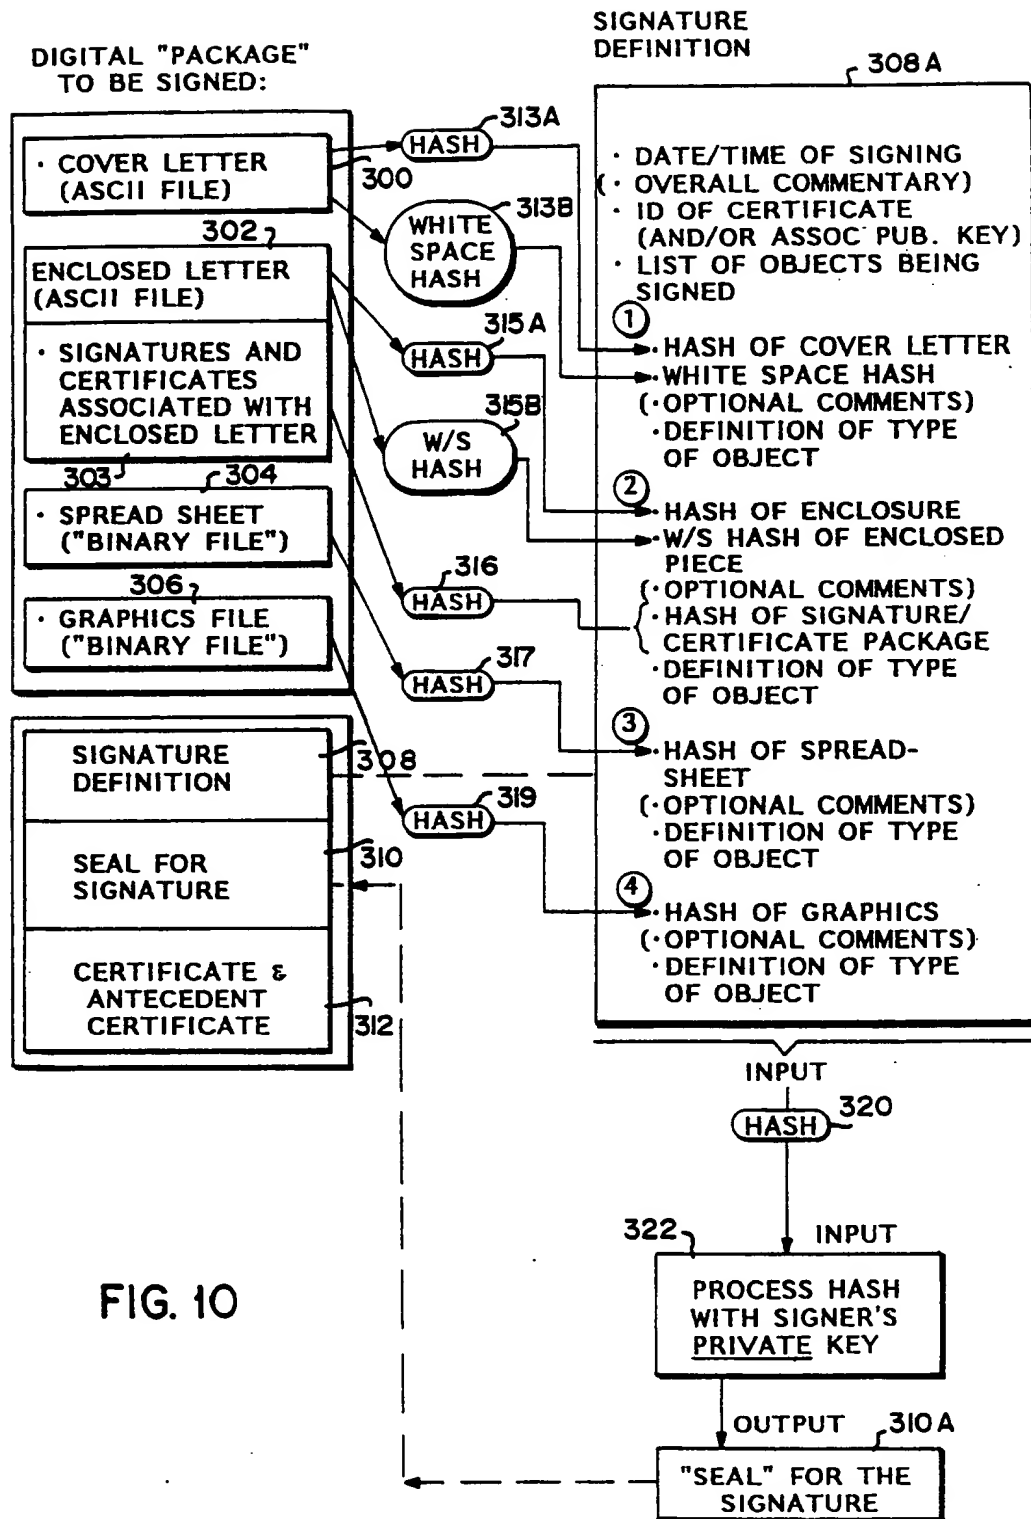 DIGITAL "PACKAGE"
TO BE SIGNED:
· COVER LETTER
(ASCII FILE)
300
302
ENCLOSED LETTER
(ASCII FILE)
· SIGNATURES AND
CERTIFICATES
ASSOCIATED WITH
ENCLOSED LETTER
303
304
· SPREAD SHEET
("BINARY FILE")
306
· GRAPHICS FILE
("BINARY FILE")
SIGNATURE
DEFINITION
308
SEAL FOR
SIGNATURE
310
CERTIFICATE &
ANTECEDENT
CERTIFICATE
312
313A
HASH
313B
WHITE
SPACE
HASH
315A
HASH
315B
W/S
HASH
316
HASH
317
HASH
319
HASH
SIGNATURE
DEFINITION
308A
· DATE/TIME OF SIGNING
(· OVERALL COMMENTARY)
· ID OF CERTIFICATE
(AND/OR ASSOC PUB. KEY)
· LIST OF OBJECTS BEING
SIGNED
1
· HASH OF COVER LETTER
· WHITE SPACE HASH
(· OPTIONAL COMMENTS)
· DEFINITION OF TYPE
OF OBJECT
2
· HASH OF ENCLOSURE
· W/S HASH OF ENCLOSED
PIECE
(· OPTIONAL COMMENTS)
· HASH OF SIGNATURE/
CERTIFICATE PACKAGE
· DEFINITION OF TYPE
OF OBJECT
3
· HASH OF SPREAD-
SHEET
(· OPTIONAL COMMENTS)
· DEFINITION OF TYPE
OF OBJECT
4
· HASH OF GRAPHICS
(· OPTIONAL COMMENTS)
· DEFINITION OF TYPE
OF OBJECT
INPUT
HASH
320
INPUT
322
PROCESS HASH
WITH SIGNER'S
PRIVATE KEY
OUTPUT
310A
"SEAL" FOR THE
SIGNATURE
FIG. 10